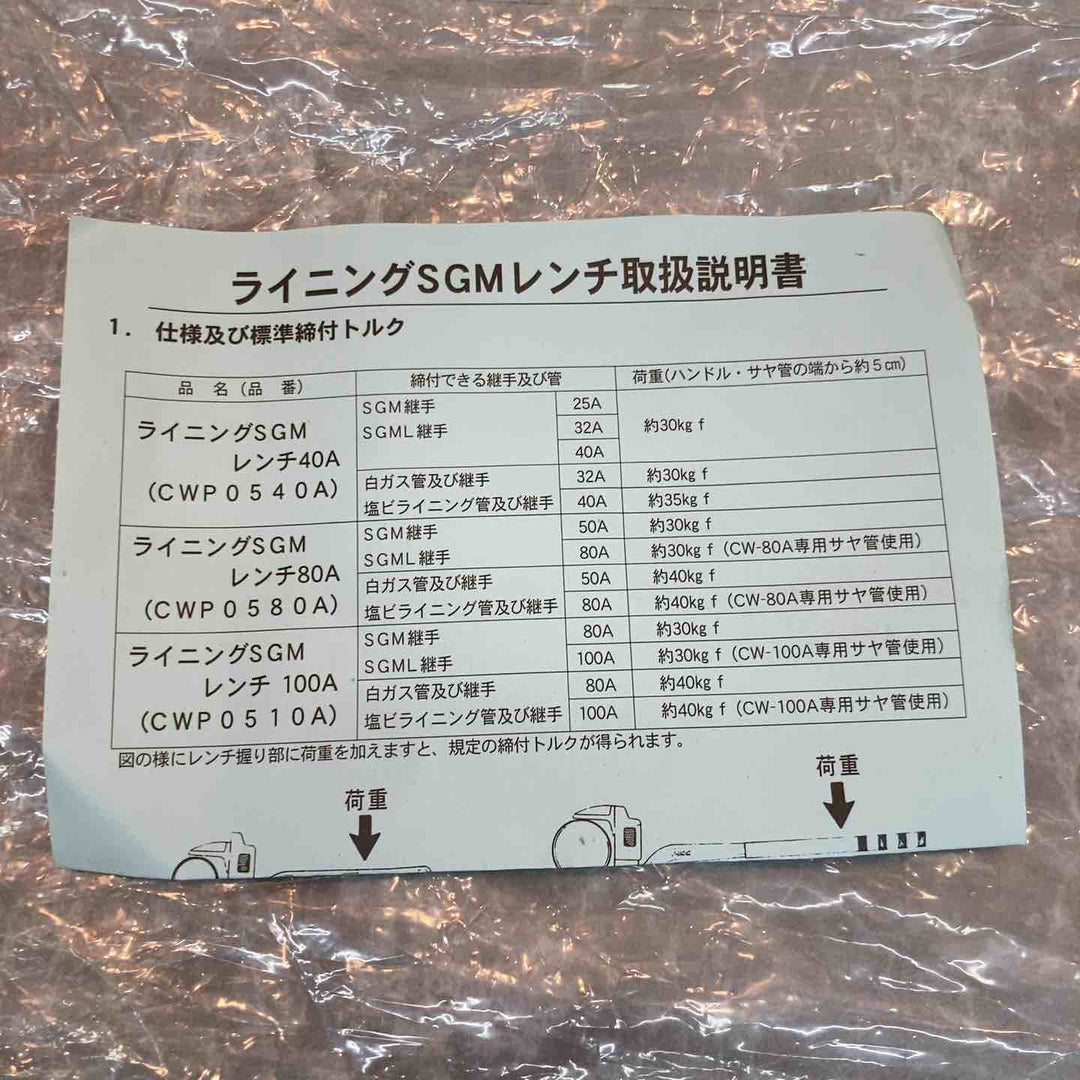 ライニングSGMレンチ取扱説明書
1. 仕様及び標準締付トルク
品 名（品 番） 締付できる継手及び管 荷重(ハンドル・サヤ管の端から約5㎝)
ライニングSGM
レンチ40A
（CWP0540A）
SGM継手 25A
SGML継手 32A 約30kgf
40A
白ガス管及び継手 32A 約30kgf
塩ビライニング管及び継手 40A 約35kgf
ライニングSGM
レンチ80A
（CWP0580A）
SGM継手 50A 約30kgf
SGML継手 80A 約30kgf（CW-80A専用サヤ管使用）
白ガス管及び継手 50A 約40kgf
塩ビライニング管及び継手 80A 約40kgf（CW-80A専用サヤ管使用）
ライニングSGM
レンチ 100A
（CWP0510A）
SGM継手 80A 約30kgf
SGML継手 100A 約30kgf（CW-100A専用サヤ管使用）
白ガス管及び継手 80A 約40kgf
塩ビライニング管及び継手 100A 約40kgf（CW-100A専用サヤ管使用）
図の様にレンチ握り部に荷重を加えますと、規定の締付トルクが得られます。
荷重
荷重